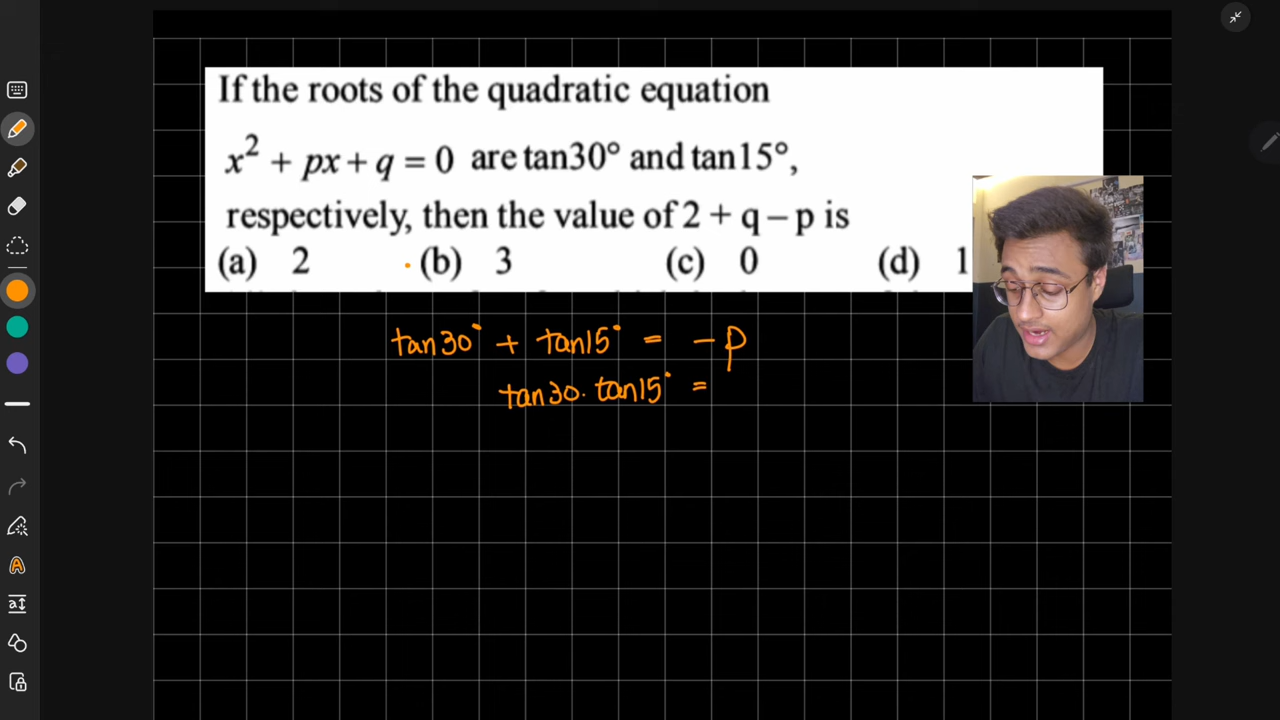 If the roots of the quadratic equation
x² + px + q = 0 are tan30° and tan15°,
respectively, then the value of 2 + q – p is
(a) 2 (b) 3 (c) 0 (d) 1
tan30° + tan15° = – p
tan30. tan15° =